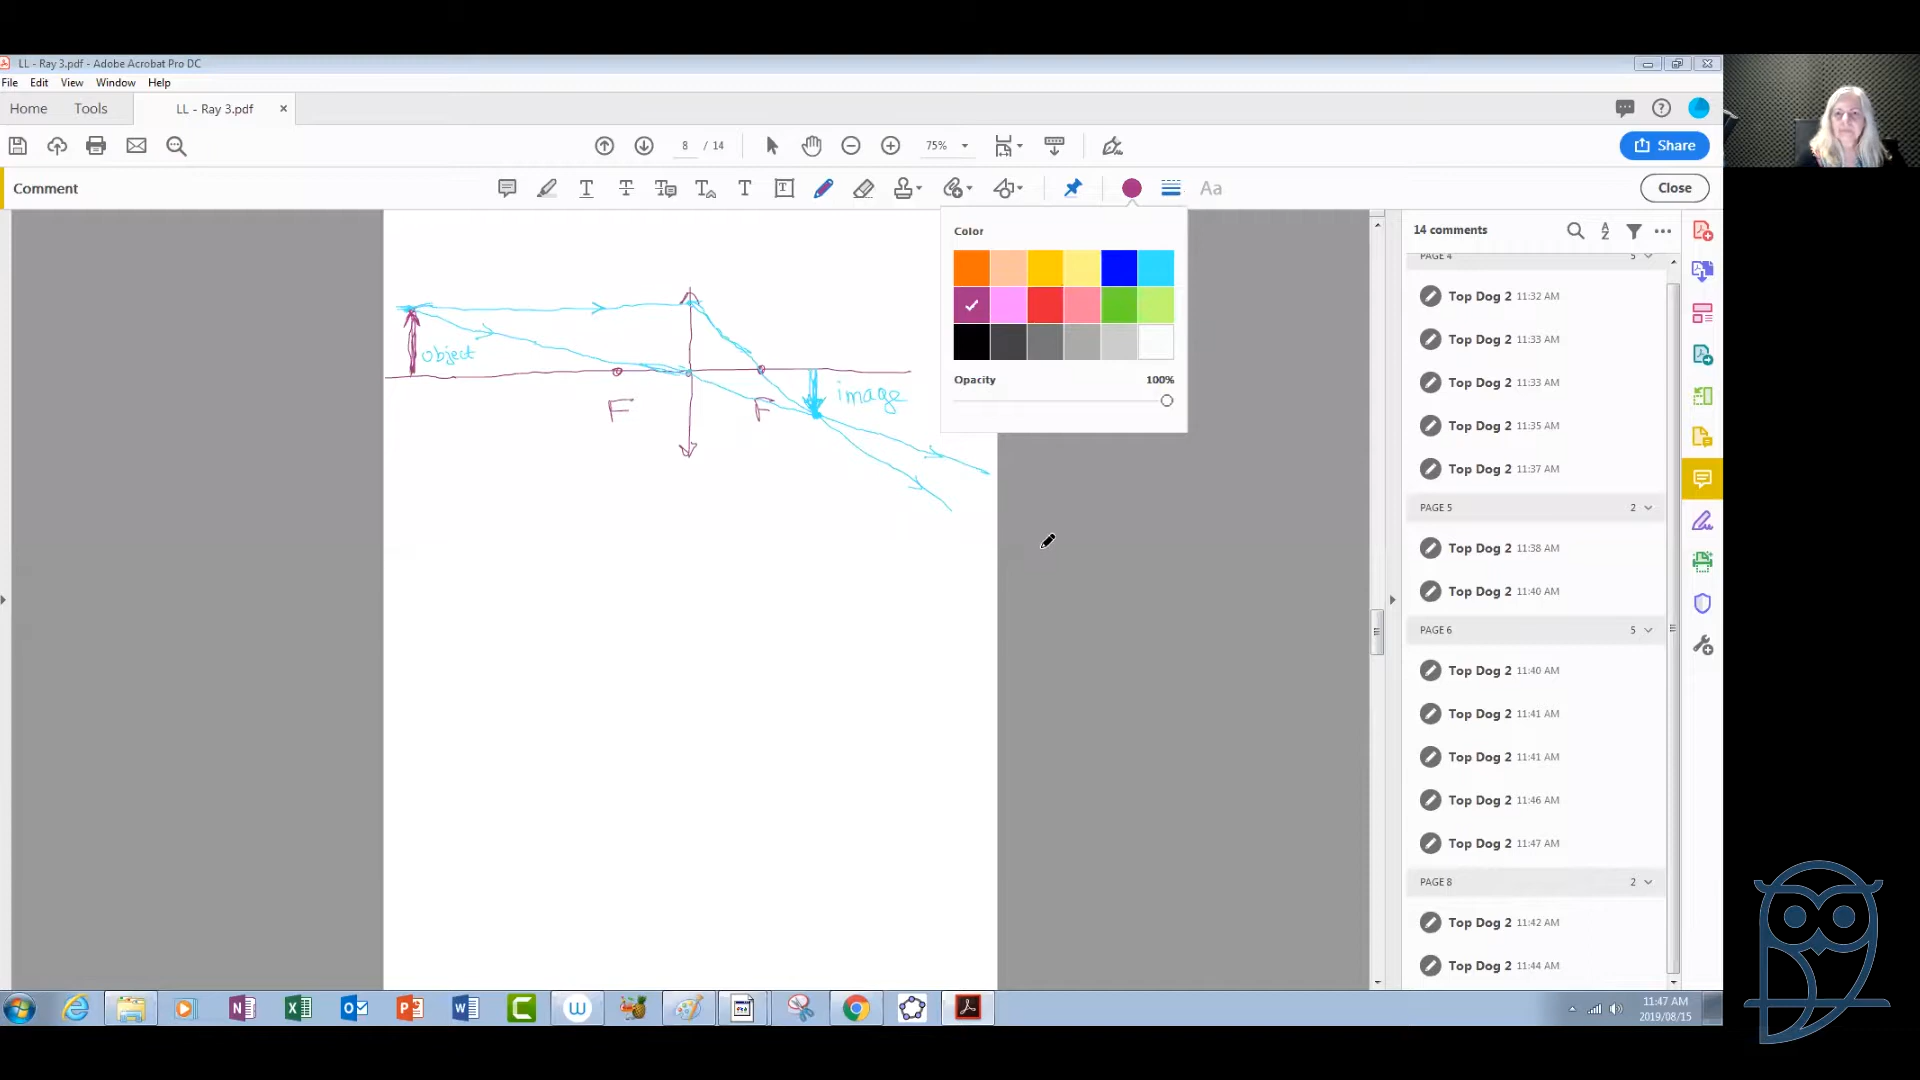 LL - Ray 3.pdf - Adobe Acrobat Pro DC
File Edit View Window Help
Home Tools LL - Ray 3.pdf ×
8 / 14 75% Share
Comment Aa Close
Color
Opacity 100%
object
image
F F
14 comments
PAGE 4 5
Top Dog 2 11:32 AM
Top Dog 2 11:33 AM
Top Dog 2 11:33 AM
Top Dog 2 11:35 AM
Top Dog 2 11:37 AM
PAGE 5 2
Top Dog 2 11:38 AM
Top Dog 2 11:40 AM
PAGE 6 5
Top Dog 2 11:40 AM
Top Dog 2 11:41 AM
Top Dog 2 11:41 AM
Top Dog 2 11:46 AM
Top Dog 2 11:47 AM
PAGE 8 2
Top Dog 2 11:42 AM
Top Dog 2 11:44 AM
11:47 AM
2019/08/15